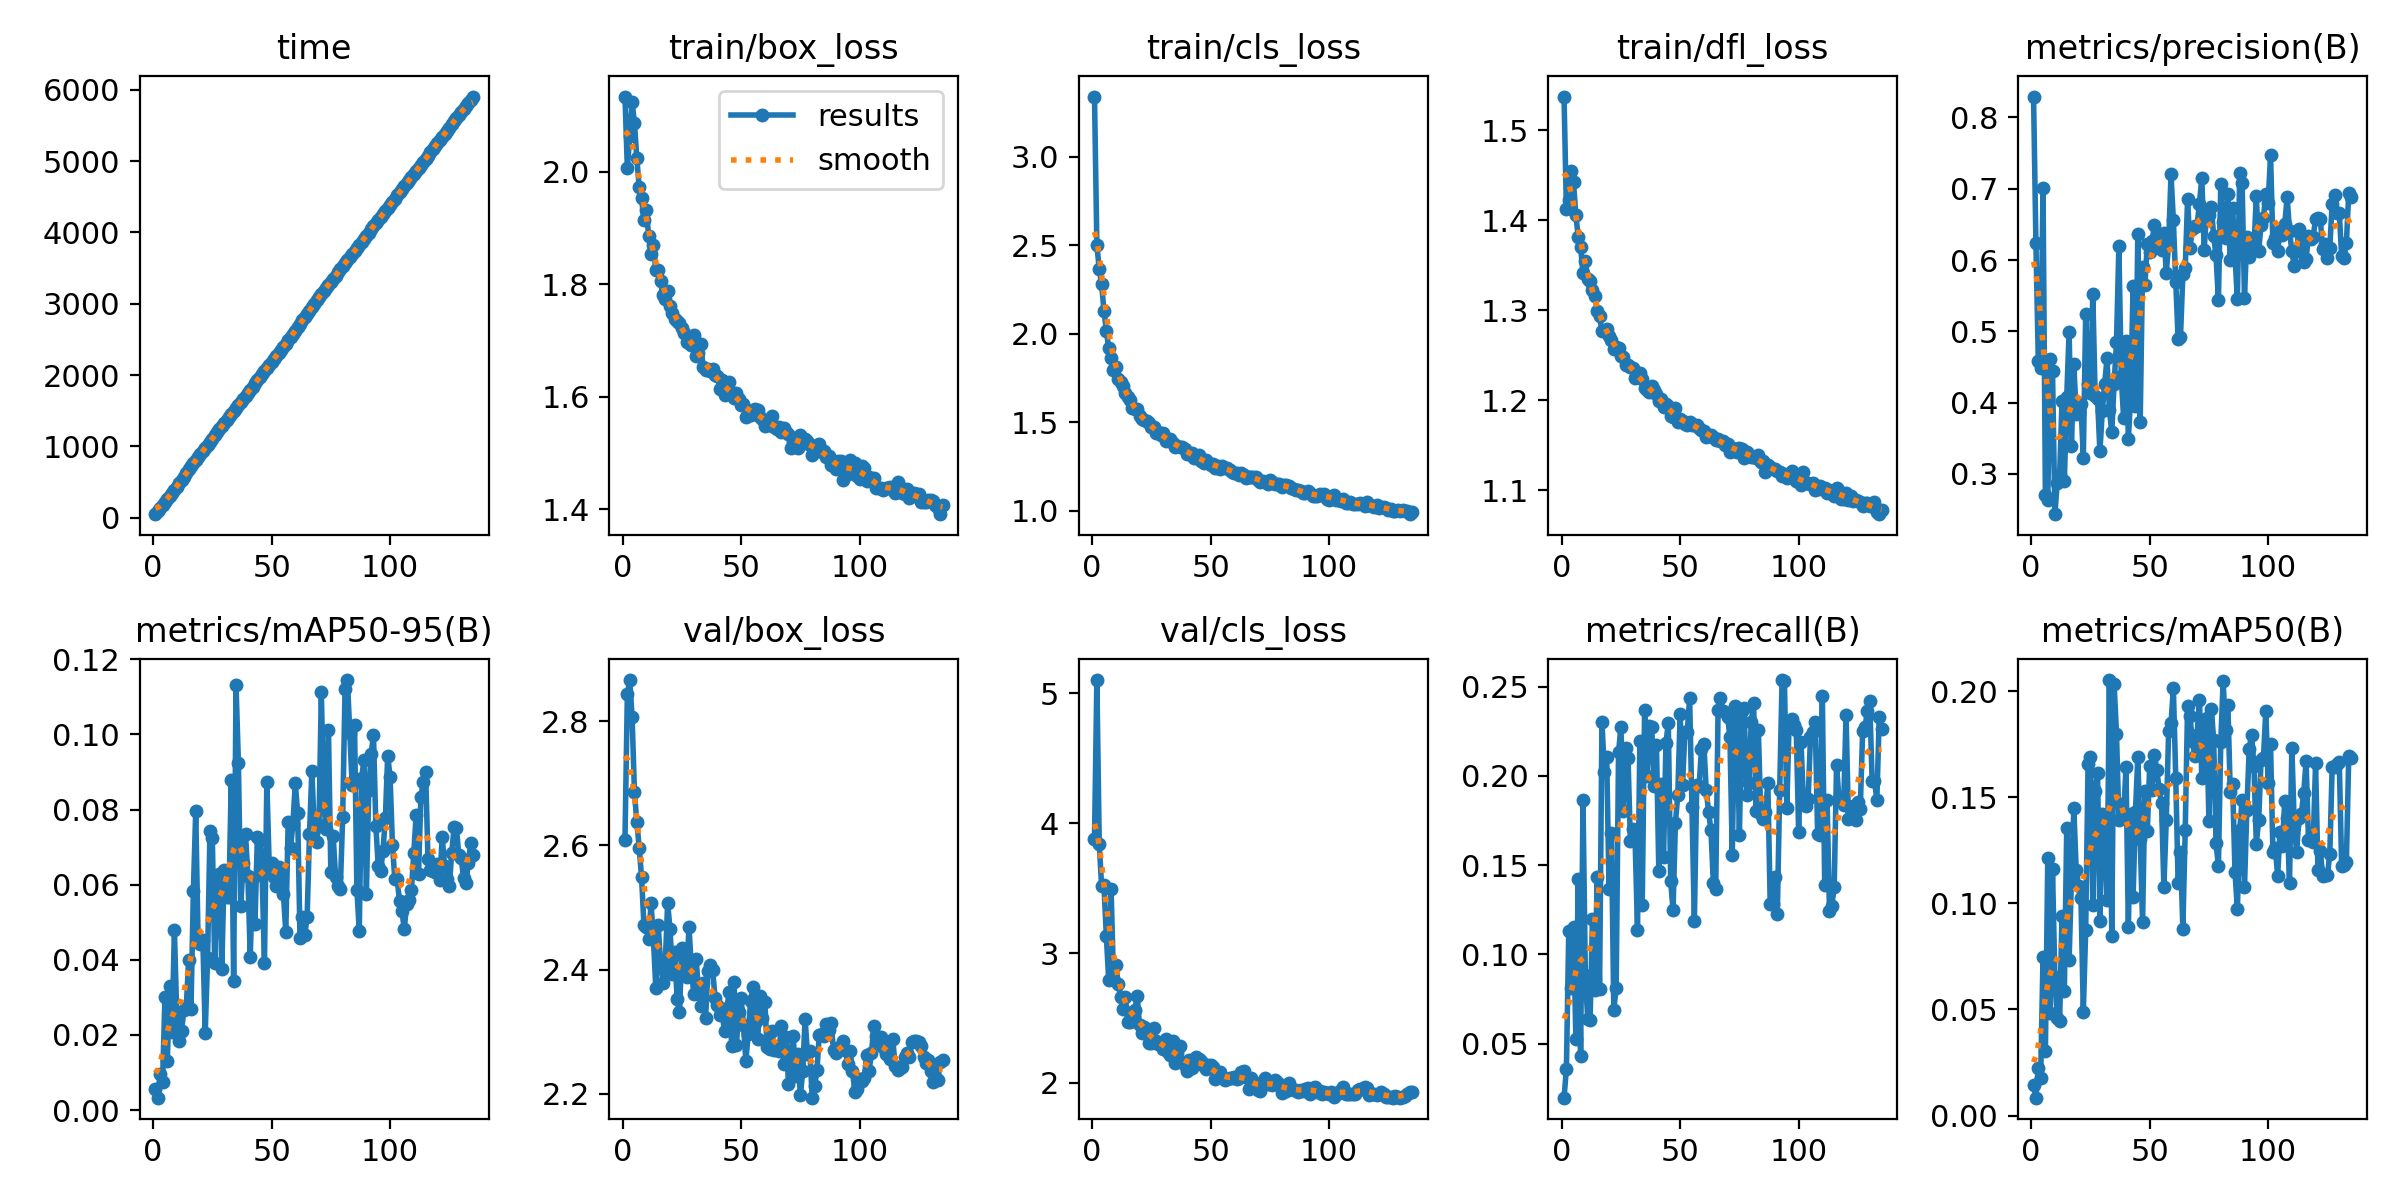 time
6000
5000
4000
3000
2000
1000
0
0 50 100
train/box_loss
results
smooth
2.0
1.8
1.6
1.4
0 50 100
train/cls_loss
3.0
2.5
2.0
1.5
1.0
0 50 100
train/dfl_loss
1.5
1.4
1.3
1.2
1.1
0 50 100
metrics/precision(B)
0.8
0.7
0.6
0.5
0.4
0.3
0 50 100
metrics/mAP50-95(B)
0.12
0.10
0.08
0.06
0.04
0.02
0.00
0 50 100
val/box_loss
2.8
2.6
2.4
2.2
0 50 100
val/cls_loss
5
4
3
2
0 50 100
metrics/recall(B)
0.25
0.20
0.15
0.10
0.05
0 50 100
metrics/mAP50(B)
0.20
0.15
0.10
0.05
0.00
0 50 100